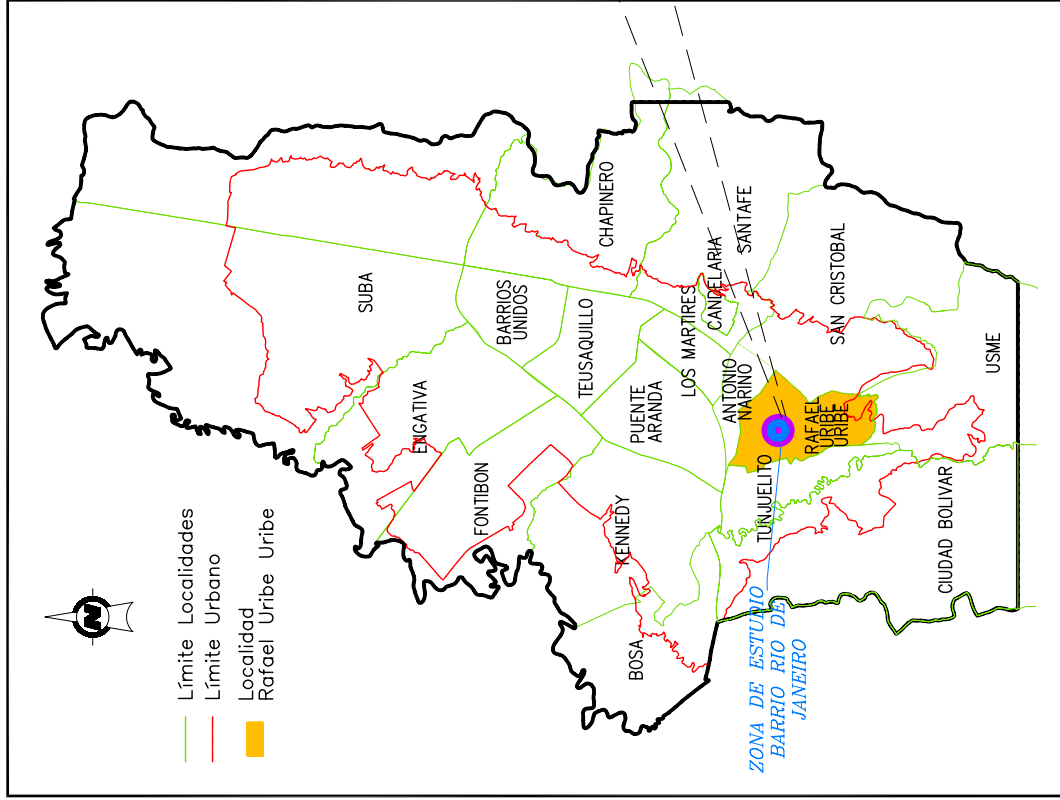 N
Límite Localidades
Límite Urbano
Localidad
Rafael Uribe Uribe
SUBA
CHAPINERO
BARRIOS
UNIDOS
ENGATIVA
TEUSAQUILLO
FONTIBON
PUENTE
ARANDA
LOS MARTIRES
CANDELARIA
SANTAFE
ANTONIO
NARINO
KENNEDY
BOSA
TUNJUELITO
RAFAEL
URIBE
URIBE
SAN CRISTOBAL
USME
CIUDAD BOLIVAR
ZONA DE ESTUDIO
BARRIO RIO DE
JANEIRO